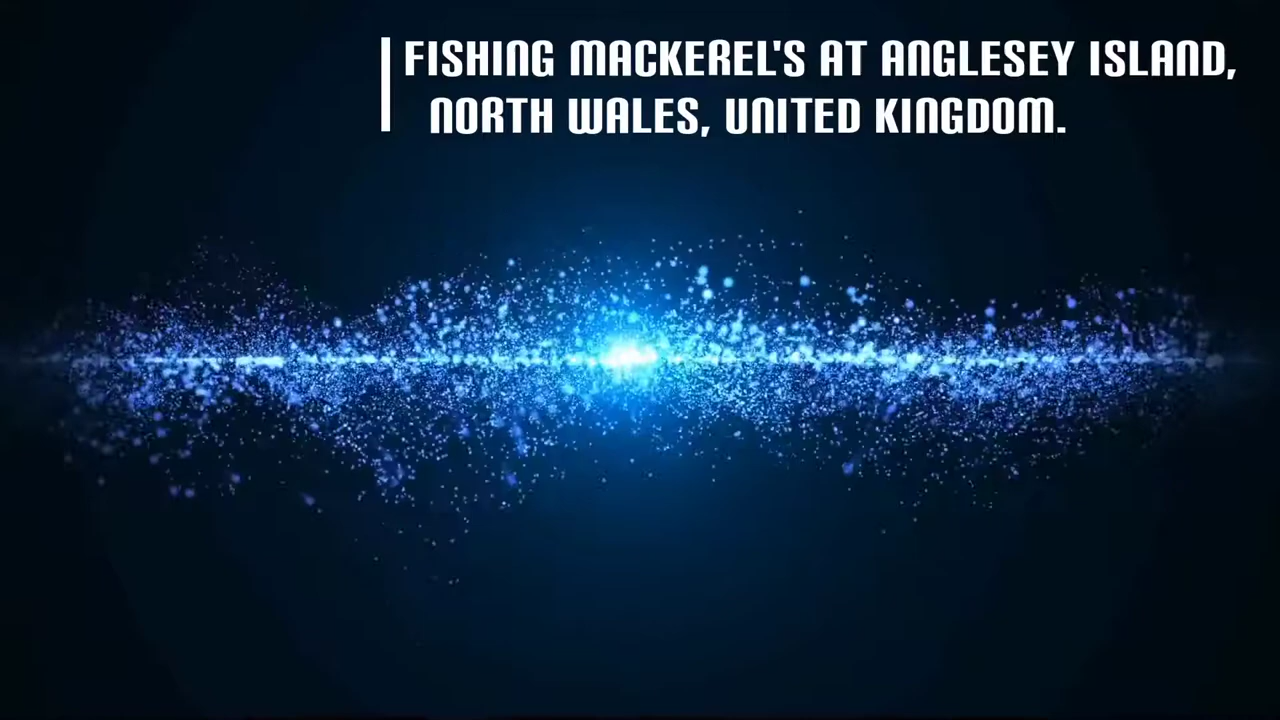 FISHING MACKEREL'S AT ANGLESEY ISLAND,
NORTH WALES, UNITED KINGDOM.